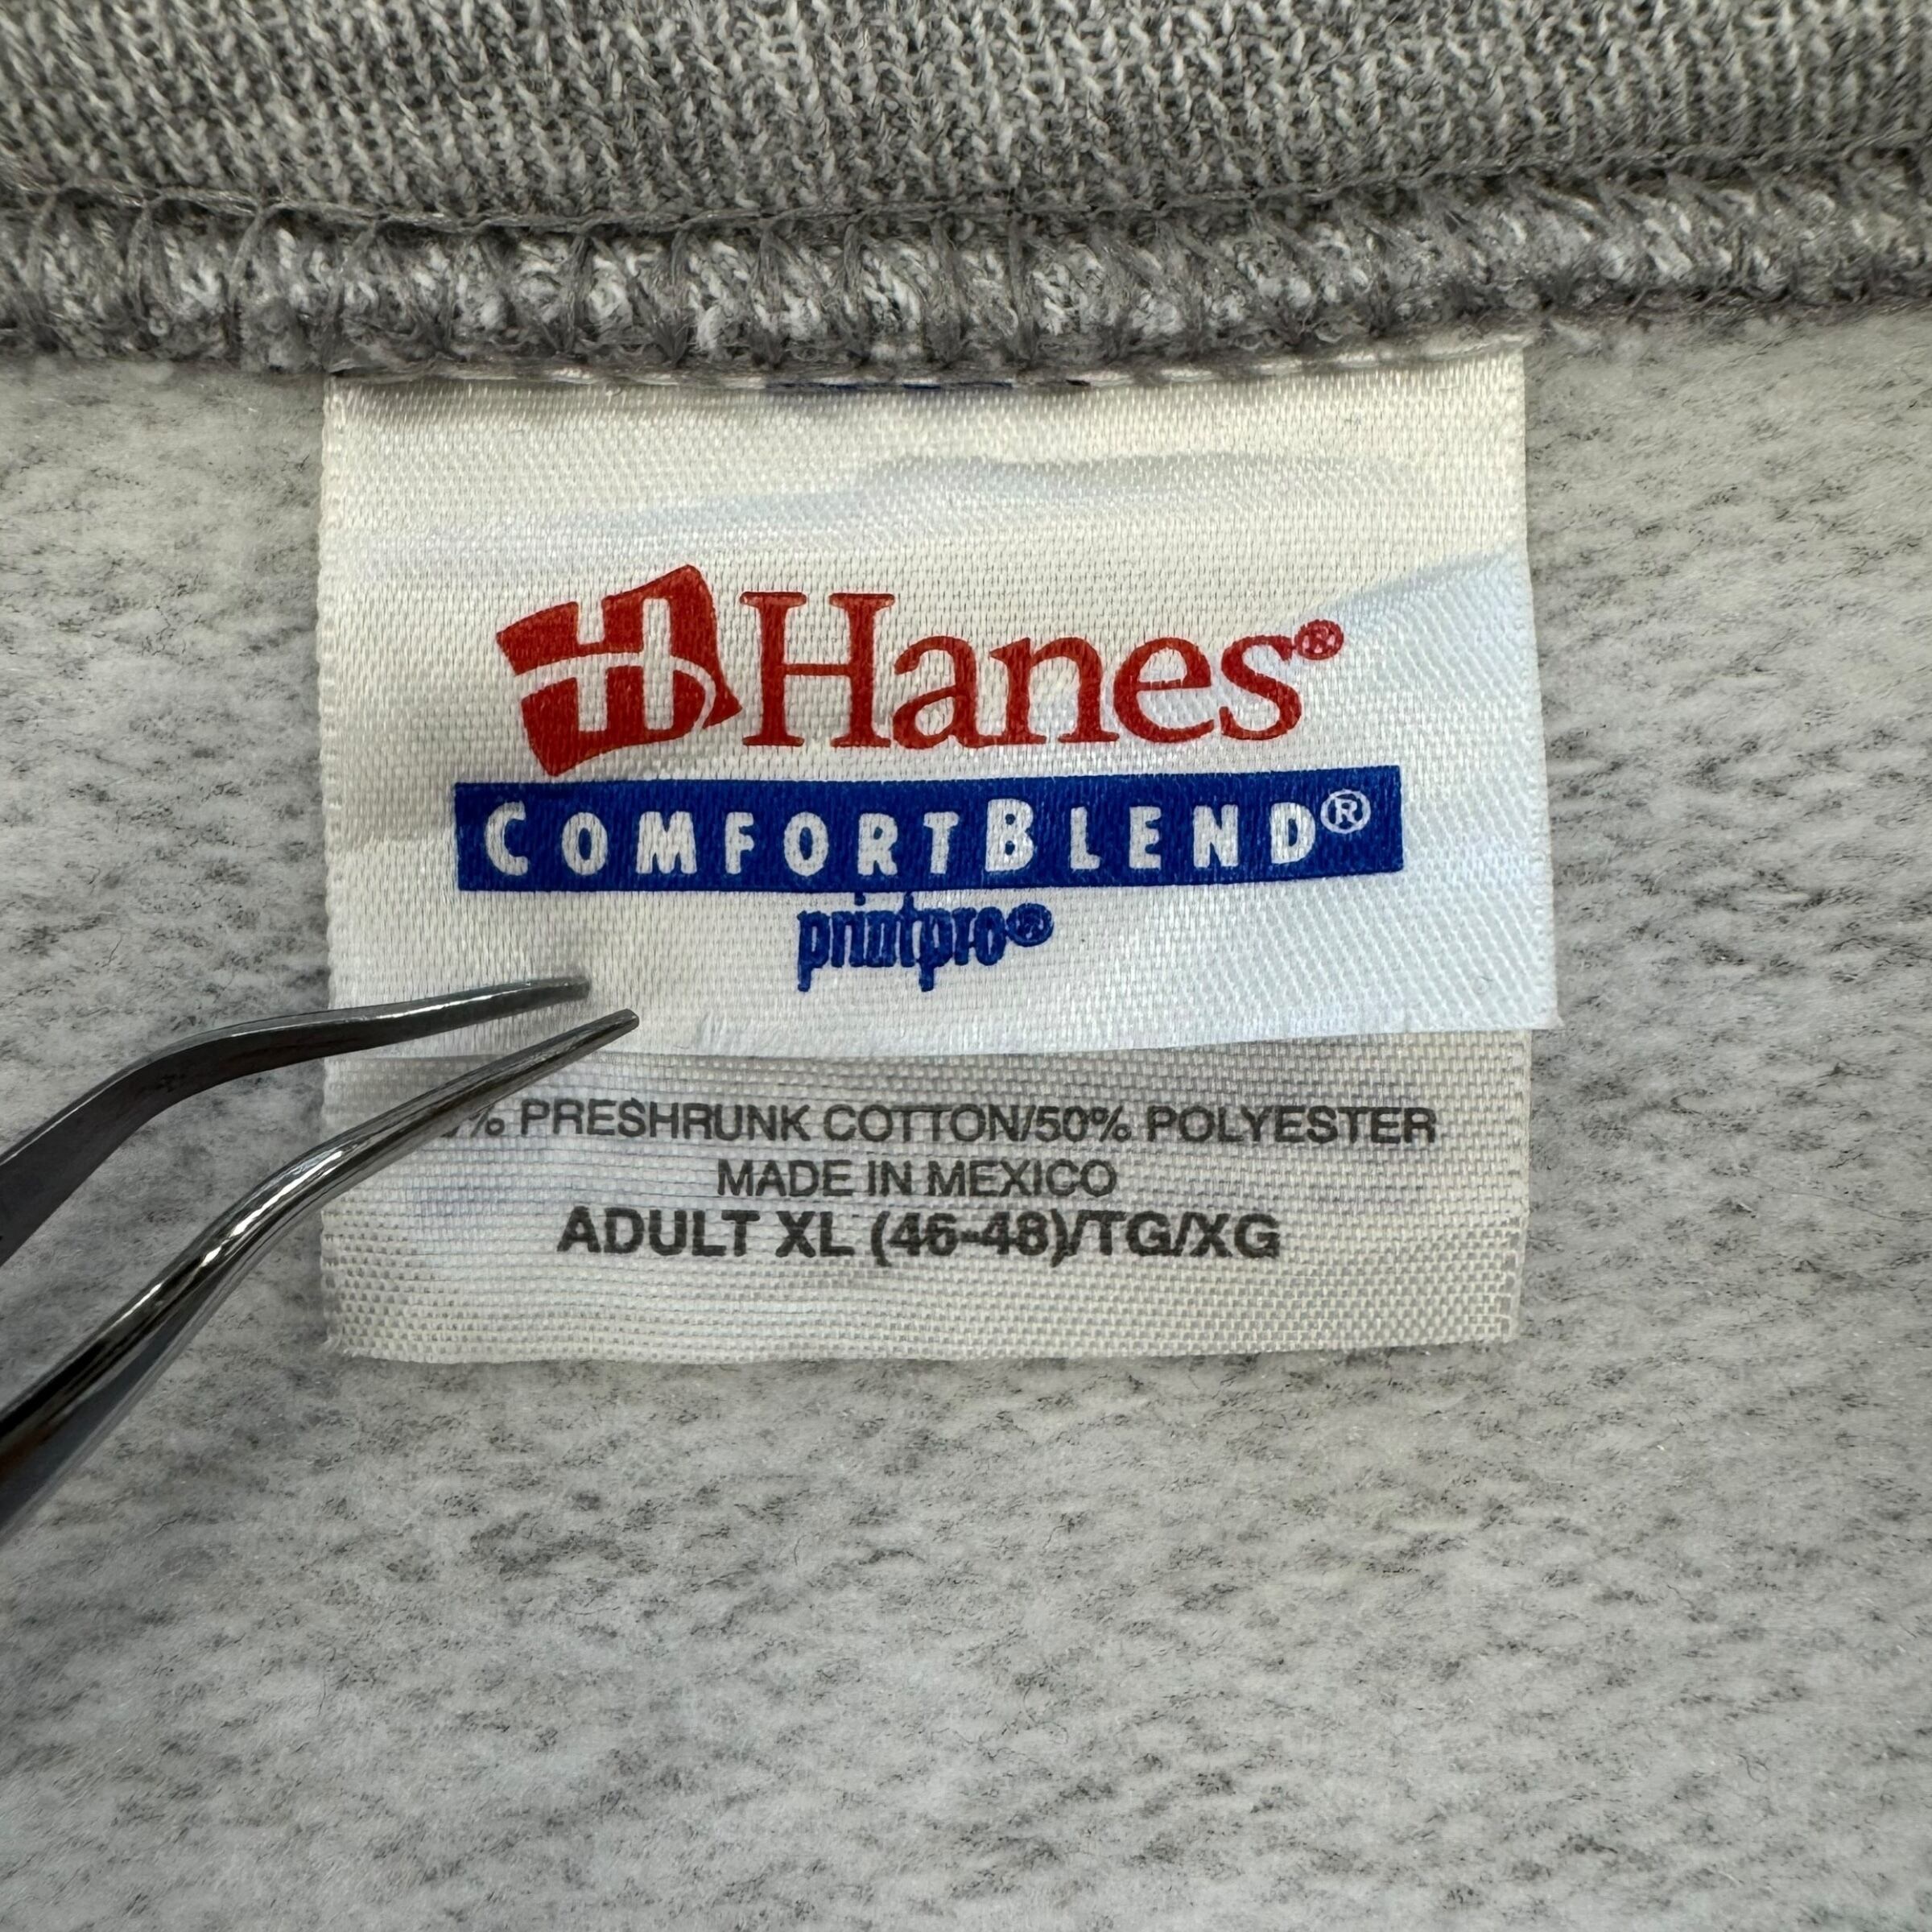 Hanes®
COMFORTBLEND®
printpro®
% PRESHRUNK COTTON/50% POLYESTER
MADE IN MEXICO
ADULT XL (46-48)/TG/XG